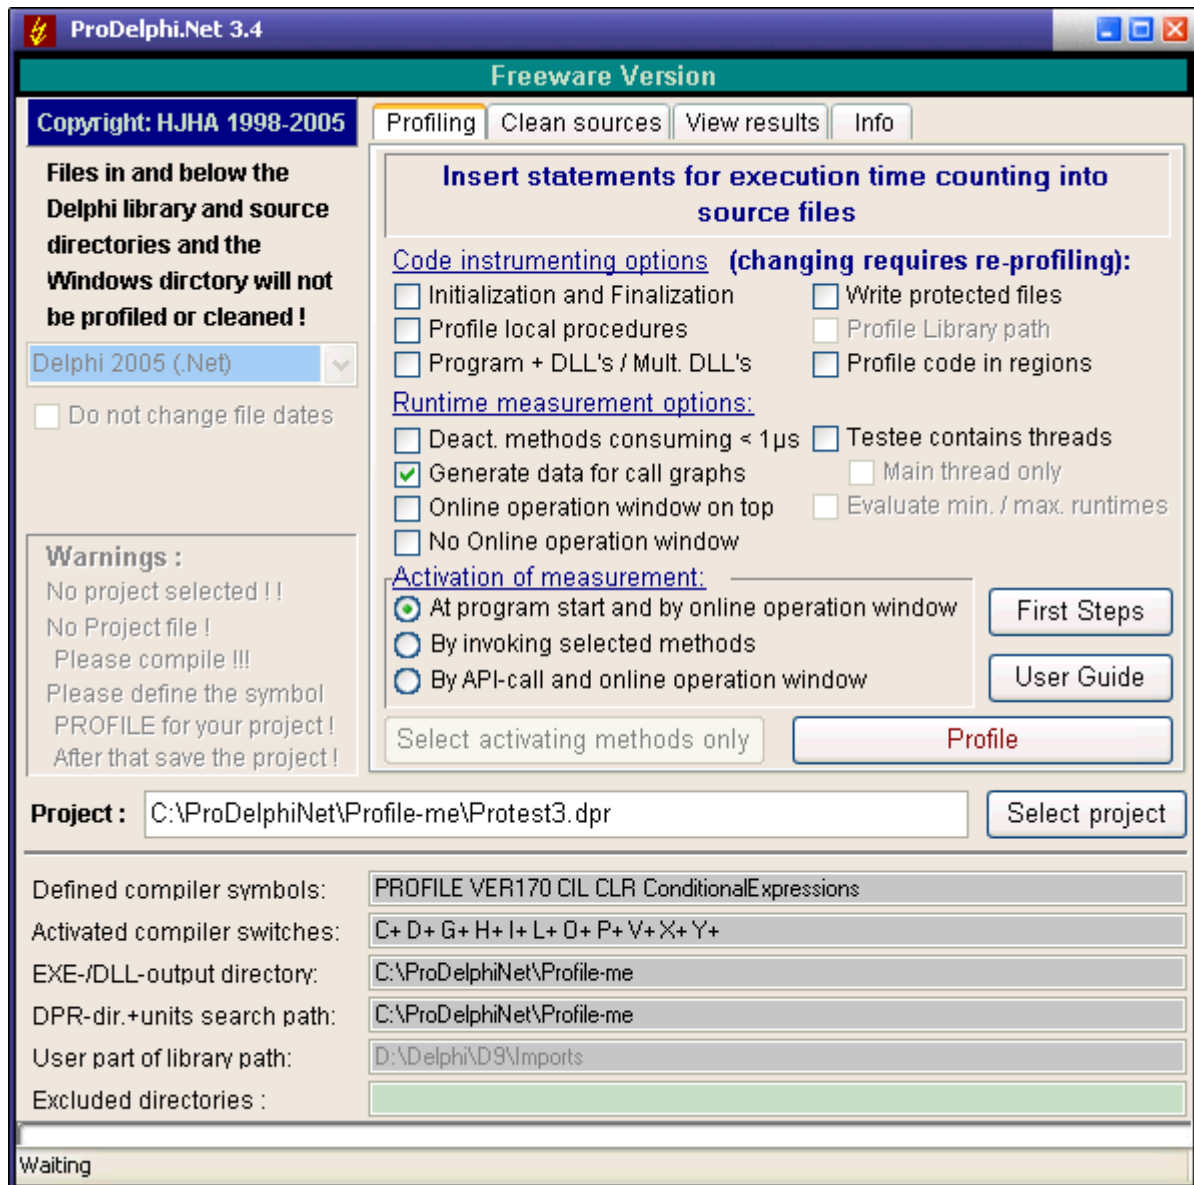 ProDelphi.Net 3.4
Freeware Version
Copyright: HJHA 1998-2005
Files in and below the
Delphi library and source
directories and the
Windows dirctory will not
be profiled or cleaned !
Delphi 2005 (.Net)
Do not change file dates
Warnings :
No project selected ! !
No Project file !
Please compile !!!
Please define the symbol
PROFILE for your project !
After that save the project !
Profiling Clean sources View results Info
Insert statements for execution time counting into
source files
Code instrumenting options (changing requires re-profiling):
Initialization and Finalization Write protected files
Profile local procedures Profile Library path
Program + DLL's / Mult. DLL's Profile code in regions
Runtime measurement options:
Deact. methods consuming < 1µs Testee contains threads
Generate data for call graphs Main thread only
Online operation window on top Evaluate min. / max. runtimes
No Online operation window
Activation of measurement:
At program start and by online operation window First Steps
By invoking selected methods
By API-call and online operation window User Guide
Select activating methods only Profile
Project : C:\ProDelphiNet\Profile-me\Protest3.dpr Select project
Defined compiler symbols: PROFILE VER170 CIL CLR ConditionalExpressions
Activated compiler switches: C+ D+ G+ H+ I+ L+ O+ P+ V+ X+ Y+
EXE-/DLL-output directory: C:\ProDelphiNet\Profile-me
DPR-dir.+units search path: C:\ProDelphiNet\Profile-me
User part of library path: D:\Delphi\D9\Imports
Excluded directories :
Waiting